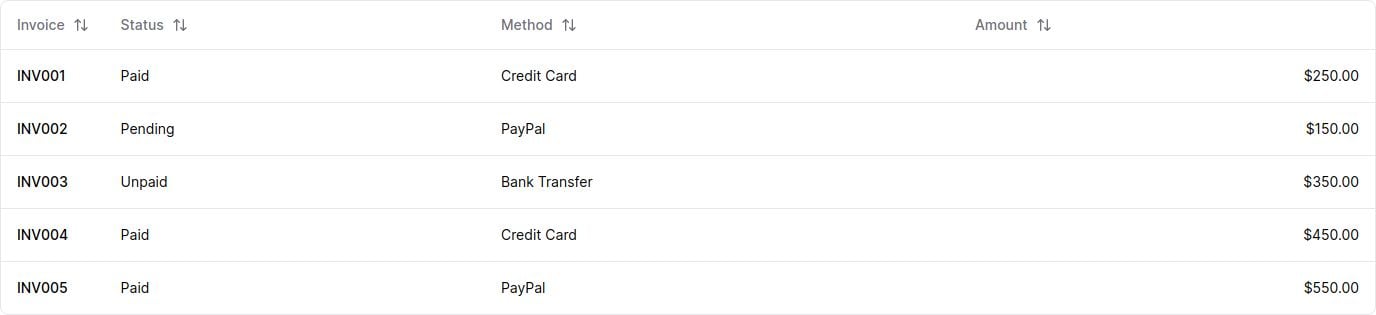 Invoice Status Method Amount
INV001 Paid Credit Card $250.00
INV002 Pending PayPal $150.00
INV003 Unpaid Bank Transfer $350.00
INV004 Paid Credit Card $450.00
INV005 Paid PayPal $550.00